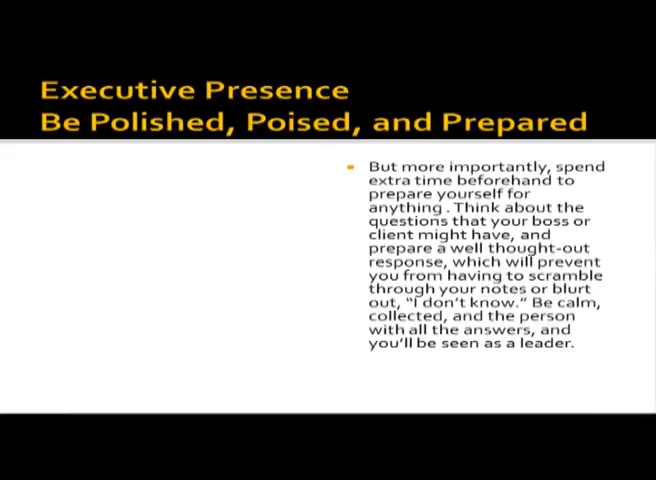 Executive Presence
Be Polished, Poised, and Prepared
But more importantly, spend
extra time beforehand to
prepare yourself for
anything . Think about the
questions that your boss or
client might have, and
prepare a well thought-out
response, which will prevent
you from having to scramble
through your notes or blurt
out, “I don’t know.” Be calm,
collected, and the person
with all the answers, and
you’ll be seen as a leader.